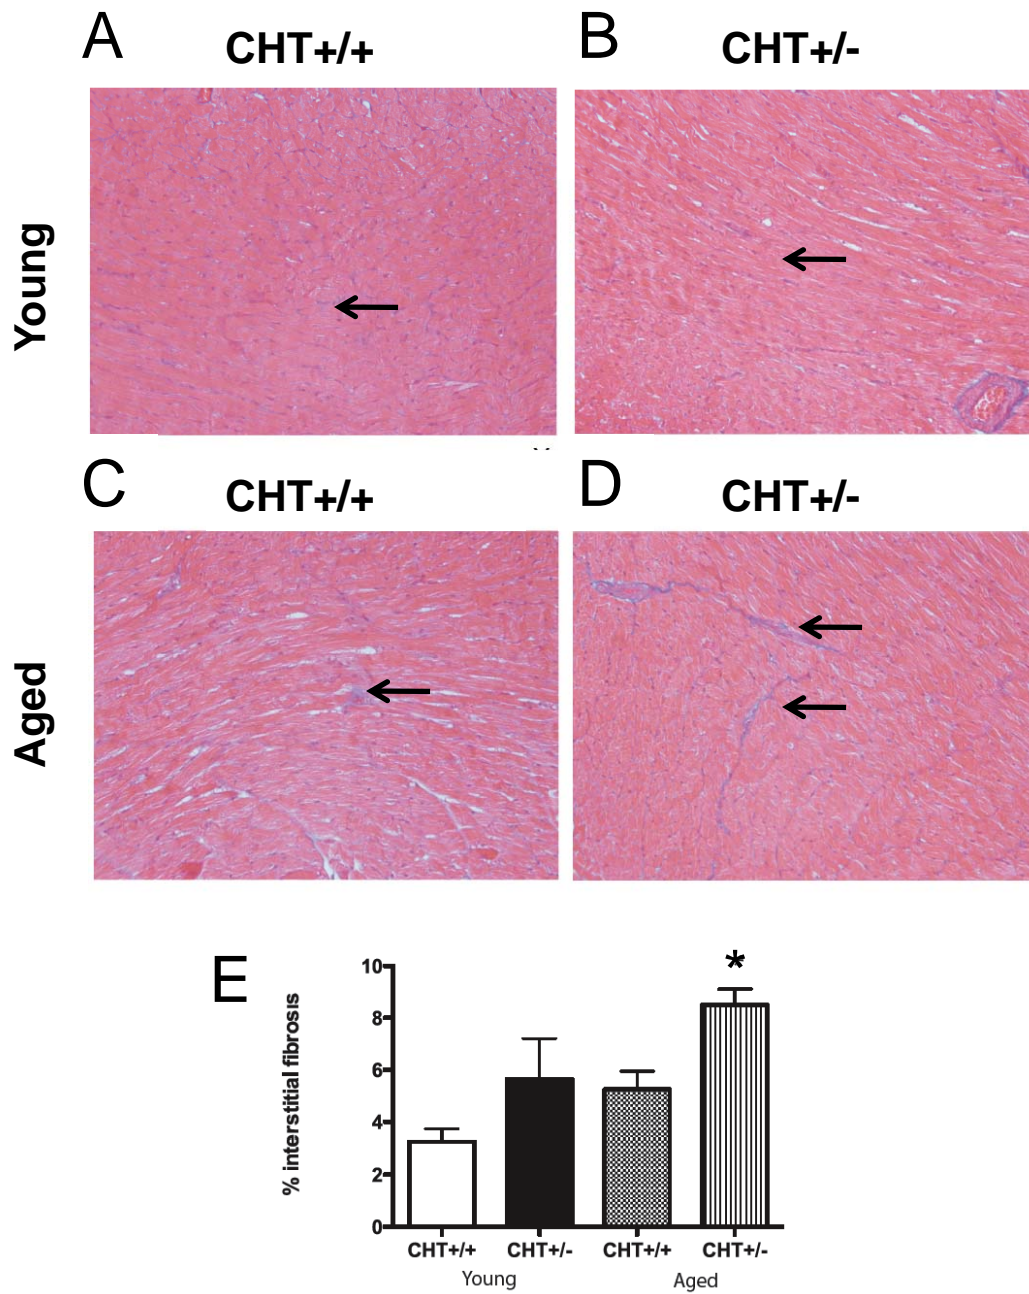 A CHT+/+ B CHT+/-
Young
C CHT+/+ D CHT+/-
Aged
E
% interstitial fibrosis
10
8
6
4
2
0
*
CHT+/+ CHT+/- CHT+/+ CHT+/-
Young Aged